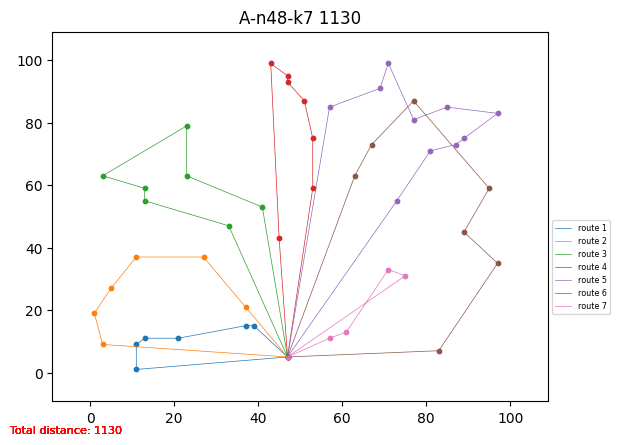 A-n48-k7 1130
100
80
60
40
20
0
0 20 40 60 80 100
route 1
route 2
route 3
route 4
route 5
route 6
route 7
Total distance: 1130